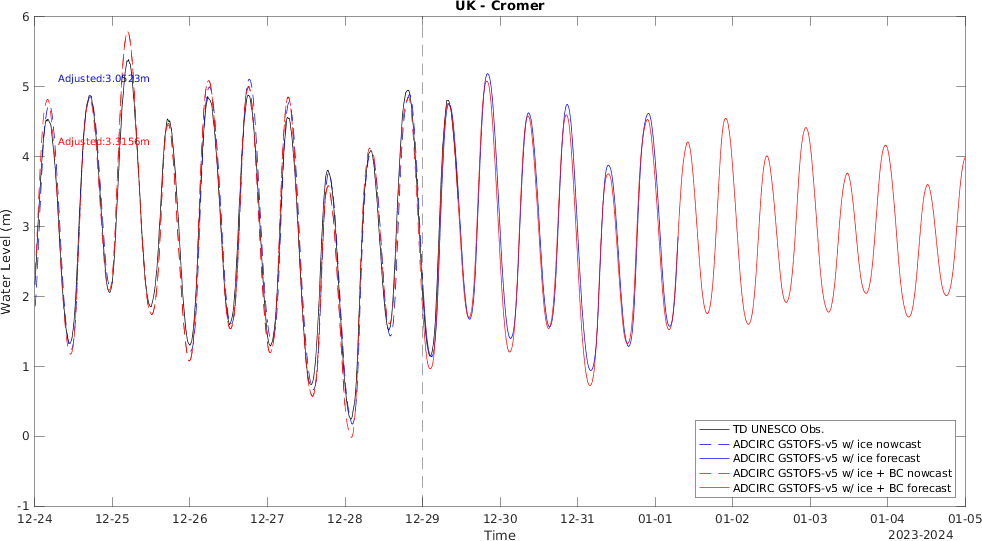 UK - Cromer
6
5
4
3
2
1
0
-1
Water Level (m)
Adjusted:3.0523m
Adjusted:3.3156m
TD UNESCO Obs.
ADCIRC GSTOFS-v5 w/ ice nowcast
ADCIRC GSTOFS-v5 w/ ice forecast
ADCIRC GSTOFS-v5 w/ ice + BC nowcast
ADCIRC GSTOFS-v5 w/ ice + BC forecast
12-24 12-25 12-26 12-27 12-28 12-29 12-30 12-31 01-01 01-02 01-03 01-04 01-05
Time
2023-2024